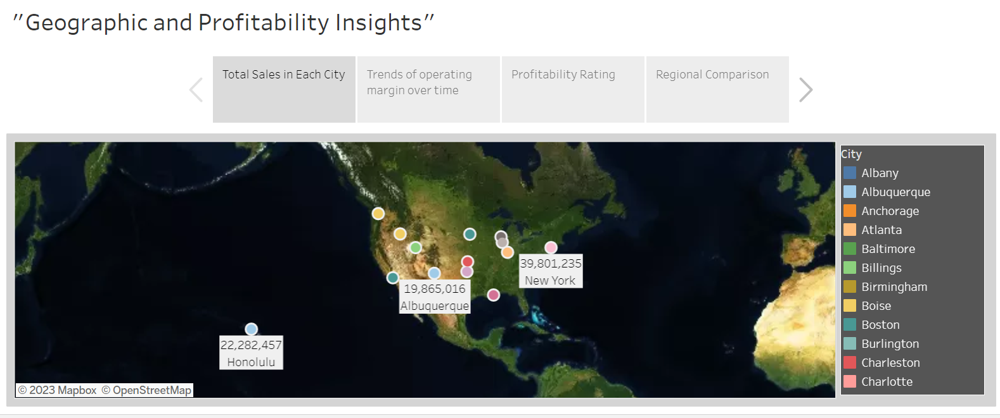 "Geographic and Profitability Insights"
Total Sales in Each City
Trends of operating
margin over time
Profitability Rating
Regional Comparison
39,801,235
New York
19,865,016
Albuquerque
22,282,457
Honolulu
© 2023 Mapbox © OpenStreetMap
City
Albany
Albuquerque
Anchorage
Atlanta
Baltimore
Billings
Birmingham
Boise
Boston
Burlington
Charleston
Charlotte